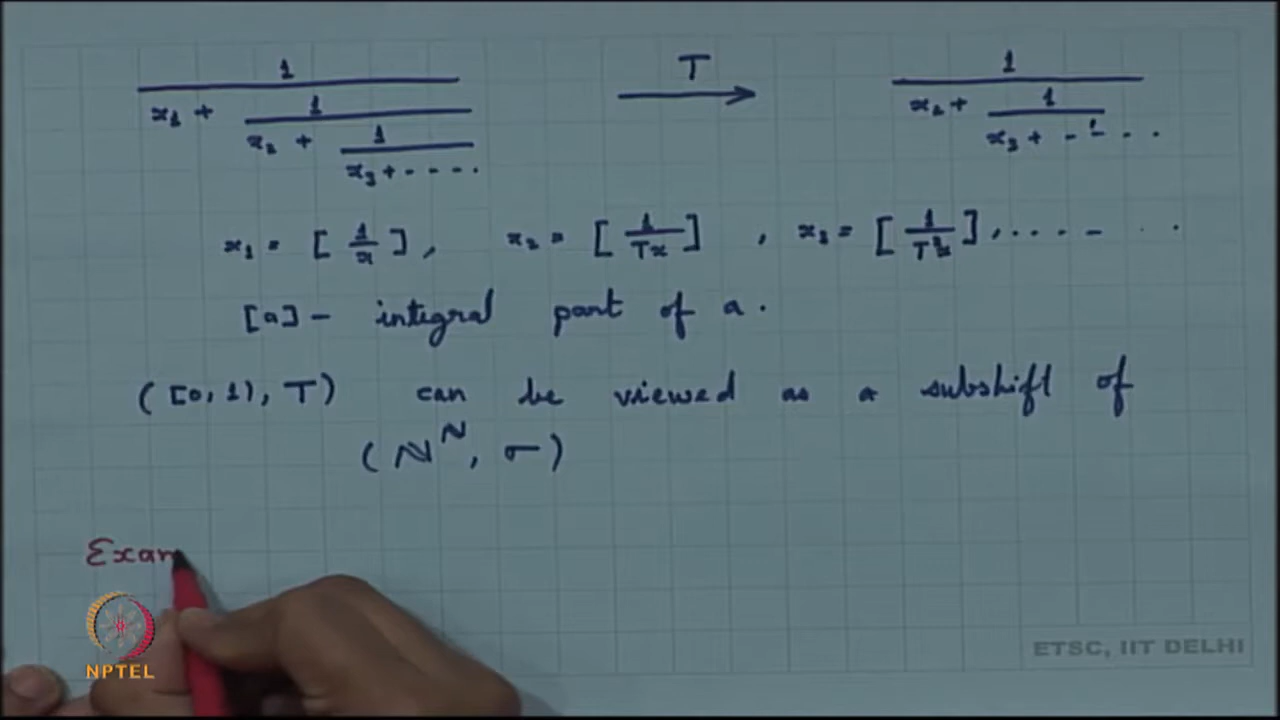 1 / x₁ + 1 / x₂ + 1 / x₃ + - - - . T → 1 / x₂ + 1 / x₃ + - - - . .
x₁ = [1/x], x₂ = [1/Tx], x₃ = [1/T²x], . . . . - . .
[a] - integral part of a.
([0, 1), T) can be viewed as a subshift of
(ℕ^ℕ, σ)
Exam
NPTEL
ETSC, IIT DELHI